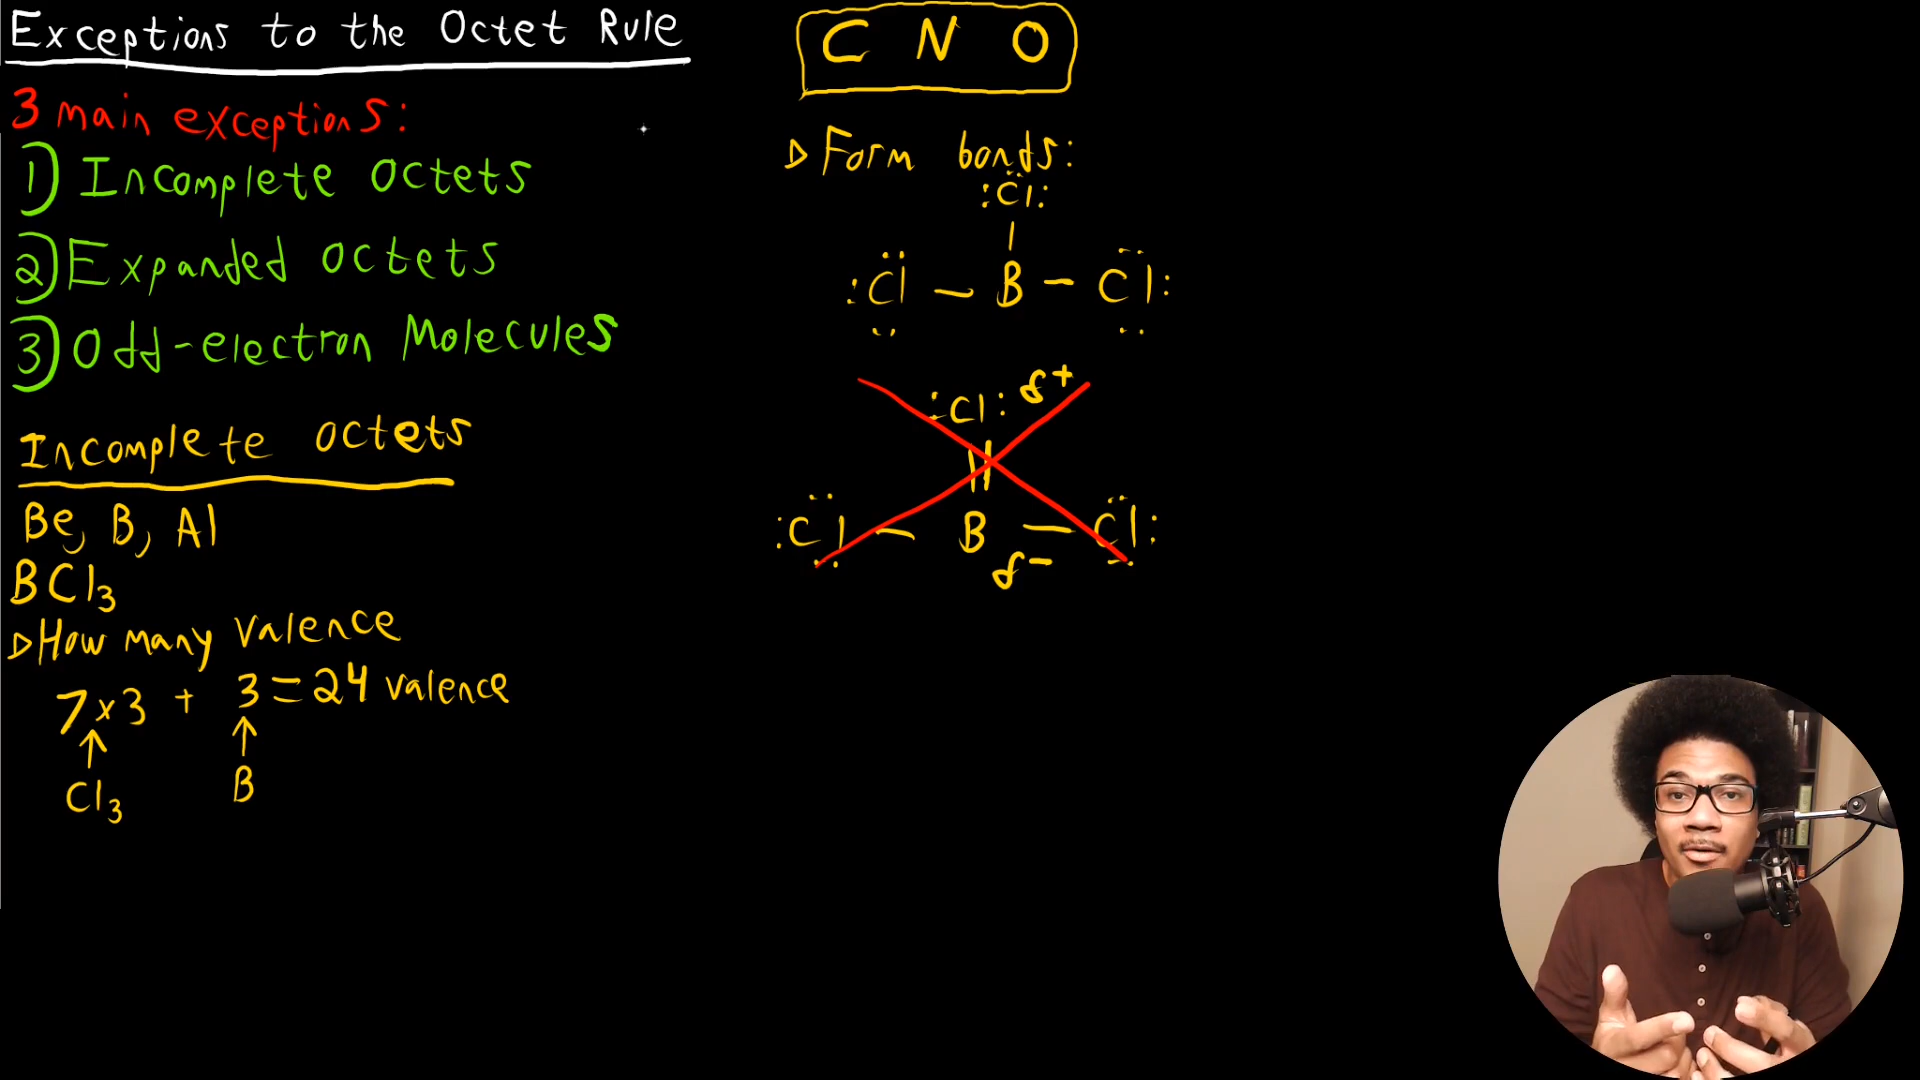 Exceptions to the Octet Rule
3 main exceptions:
1) Incomplete octets
2) Expanded octets
3) Odd-electron Molecules
Incomplete octets
Be, B, Al
BCl₃
▷How many valence
7x3 + 3 = 24 valence
↑ ↑
Cl₃ B
C N O
▷Form bonds:
:Cl:
|
:Cl – B – Cl:
:Cl: δ+
||
:Cl – B – Cl:
δ–